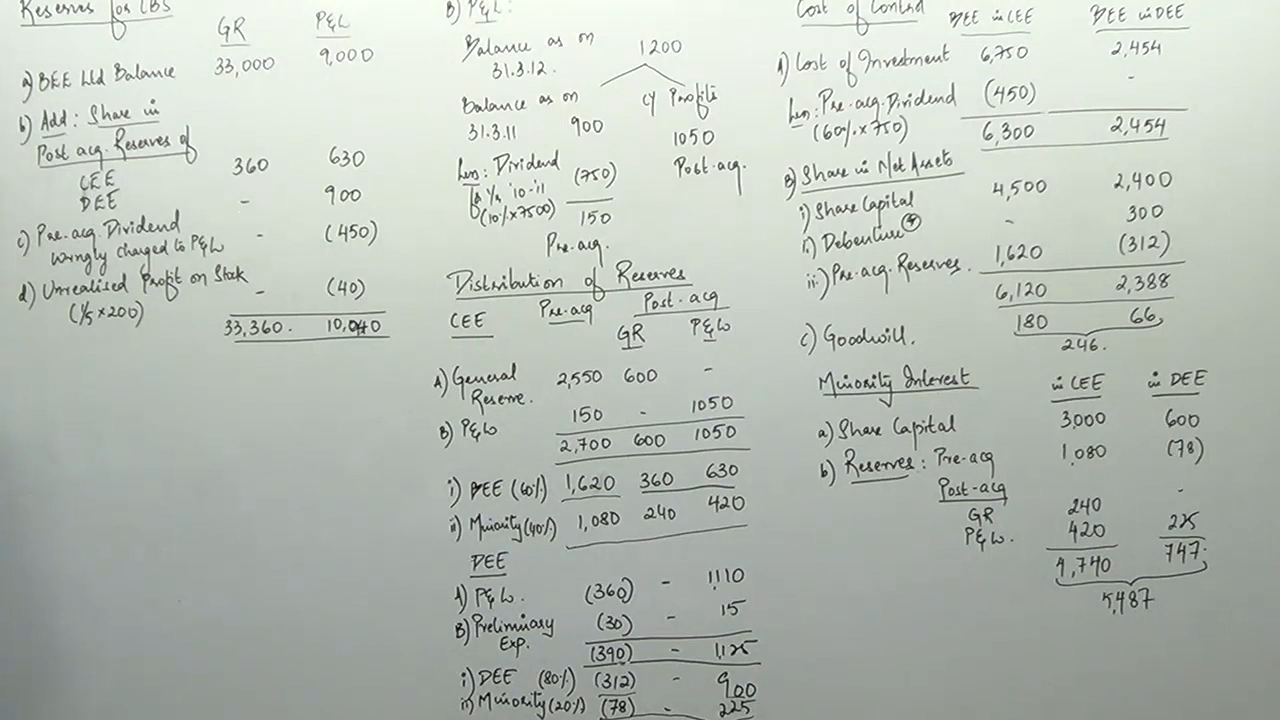 Reserves for CBS
GR P&L
a) BEE Ltd Balance 33,000 9,000
b) Add: Share in
Post acq. Reserves of
CEE 360 630
DEE - 900
c) Pre-acq. Dividend
wrongly charged to P&L - (450)
d) Unrealised Profit on Stock - (40)
(1/5 × 200)
33,360. 10,040
B) P&L:
Balance as on 1200
31.3.12.
Balance as on CY Profits
31.3.11 900 1050
Less: Dividend (750) Post-acq.
for Y/e '10-'11
(10% × 7500) 150
Pre-acq.
Distribution of Reserves
CEE Pre-acq Post-acq
GR P&L
A) General 2,550 600 -
Reserve.
B) P&L 150 - 1050
2,700 600 1050
i) BEE (60%) 1,620 360 630
ii) Minority (40%) 1,080 240 420
DEE
A) P&L. (360) - 1,110
B) Preliminary (30) - 15
Exp.
(390) - 1,125
i) DEE (80%) (312) - 900
ii) Minority (20%) (78) - 225
Cost of Control BEE in CEE BEE in DEE
A) Cost of Investment 6,750 2,454
Less: Pre-acq. Dividend (450) -
(60% × 750) 6,300 2,454
B) Share in Net Assets
i) Share Capital 4,500 2,400
ii) Debenture - 300
iii) Pre-acq. Reserves. 1,620 (312)
6,120 2,388
C) Goodwill. 180 66
246.
Minority Interest in CEE in DEE
a) Share Capital 3,000 600
b) Reserves: Pre-acq 1,080 (78)
Post-acq
GR 240 -
P&L. 420 225
4,740 747.
5,487